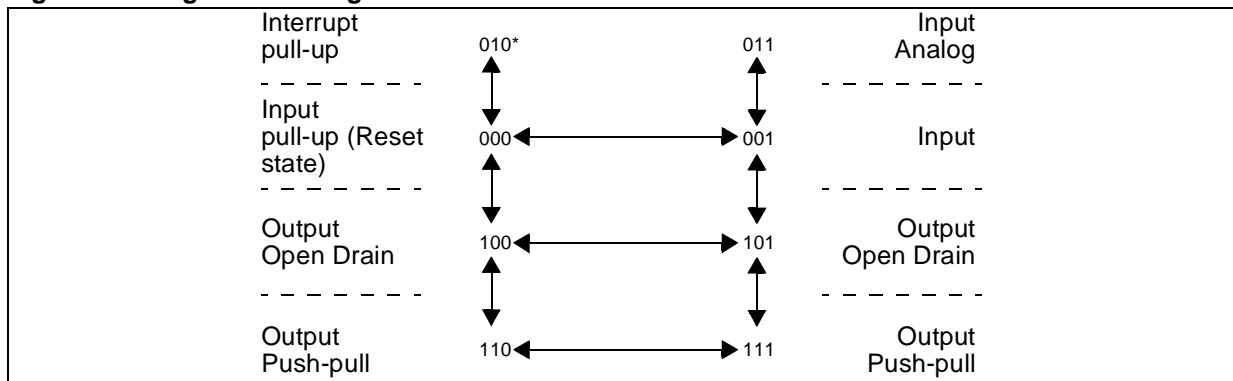 Interrupt
pull-up
010*
011
Input
Analog
Input
pull-up (Reset
state)
000
001
Input
Output
Open Drain
100
101
Output
Open Drain
Output
Push-pull
110
111
Output
Push-pull